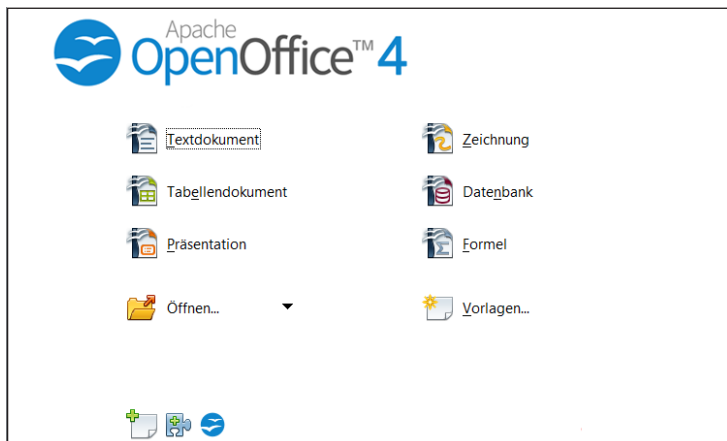 Apache
OpenOffice™ 4
Textdokument
Zeichnung
Tabellendokument
Datenbank
Präsentation
Formel
Öffnen...
Vorlagen...